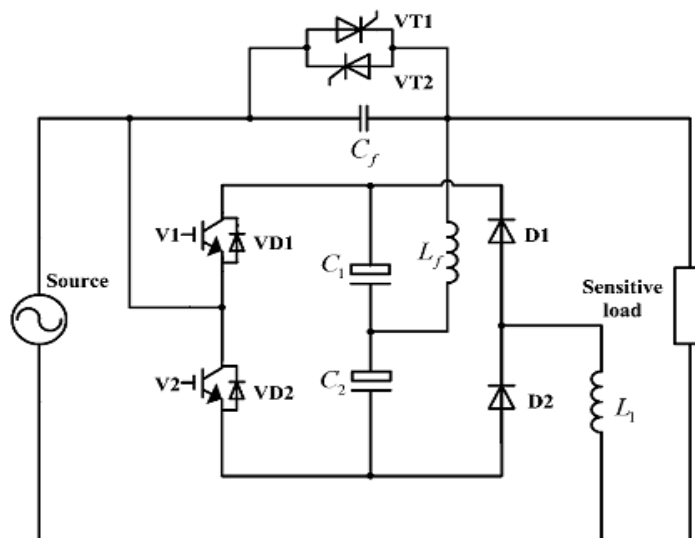 VT1
VT2
C_f
V1
VD1
C_1
L_f
D1
Source
Sensitive
load
V2
VD2
C_2
D2
L_1